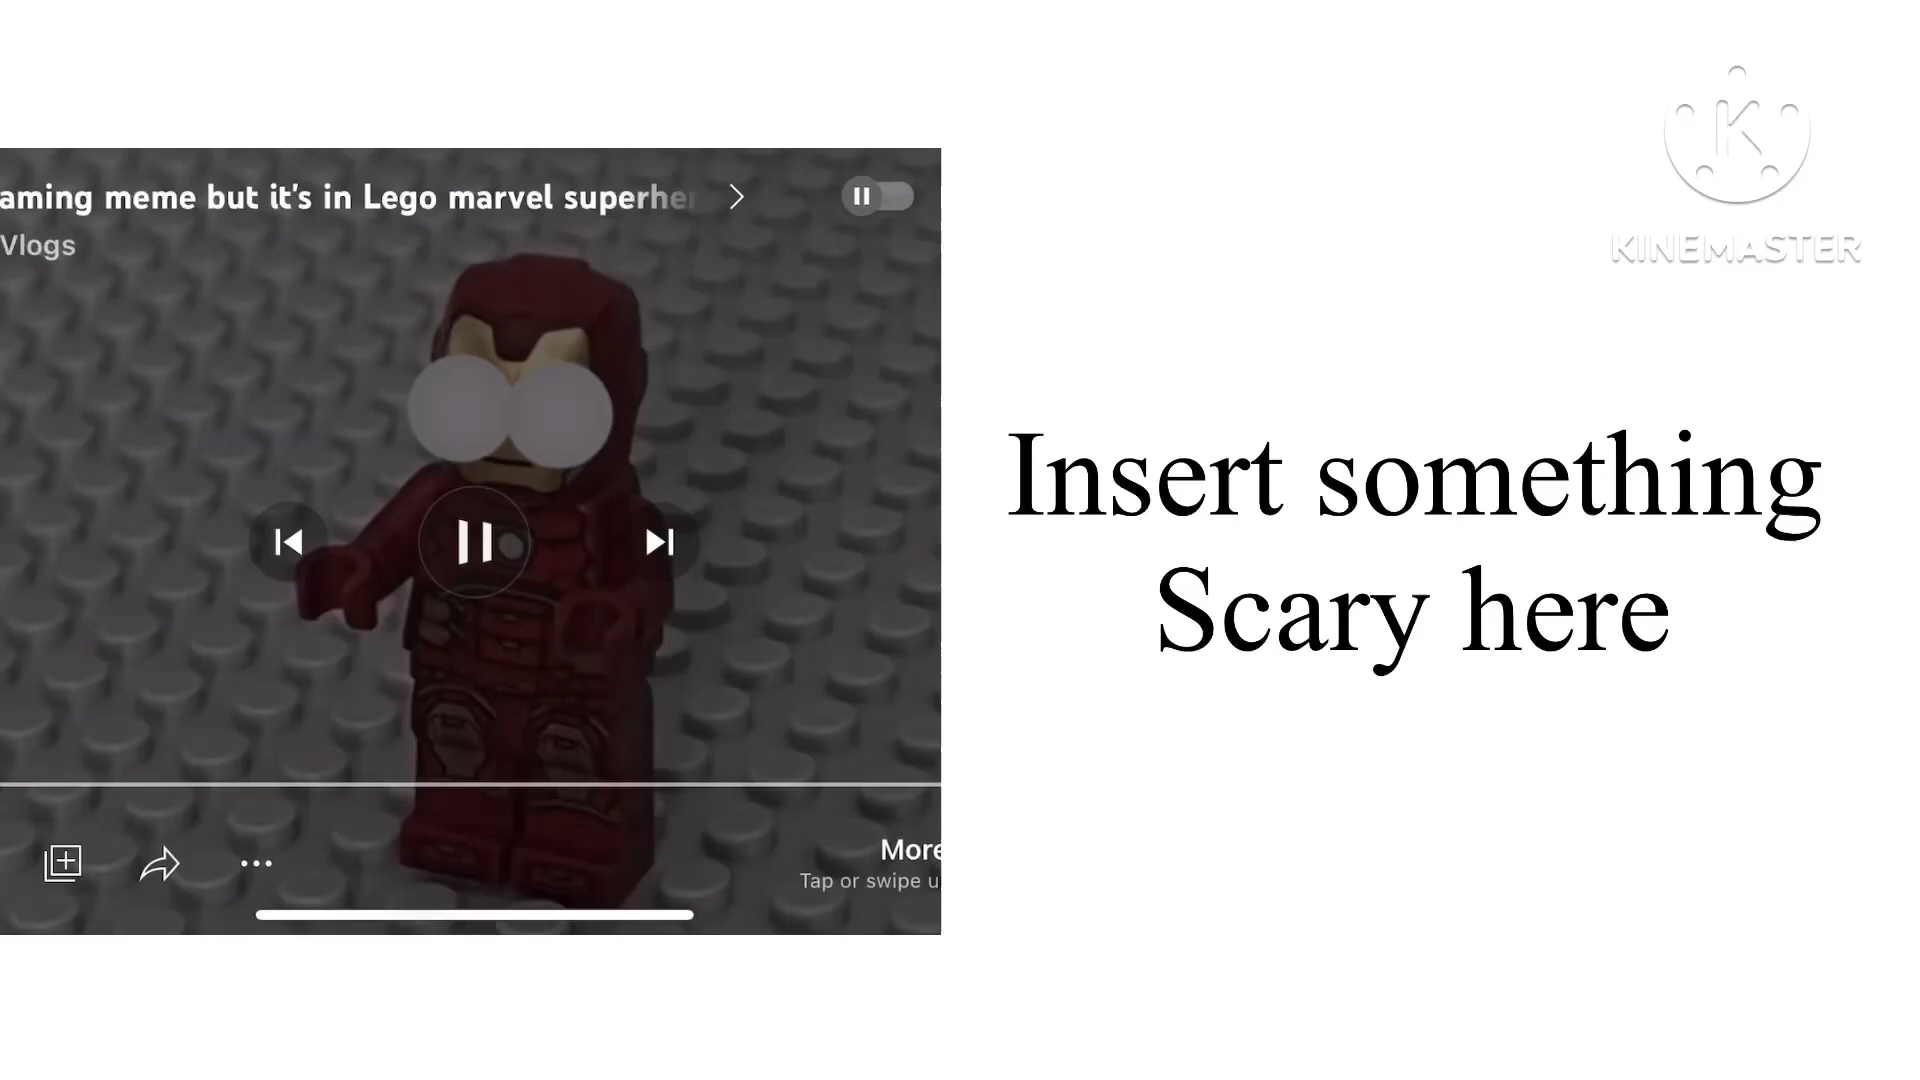 aming meme but it's in Lego marvel superhe
Vlogs
KINEMASTER
Insert something
Scary here
More
Tap or swipe u